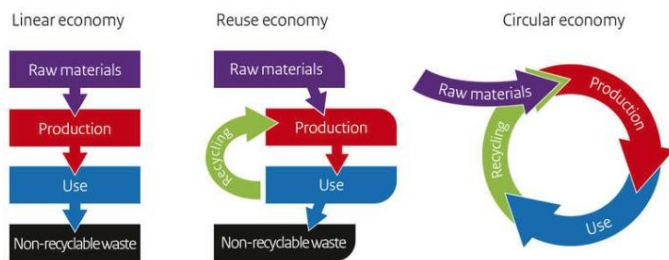 Linear economy
Raw materials
Production
Use
Non-recyclable waste
Reuse economy
Raw materials
Production
Recycling
Use
Non-recyclable waste
Circular economy
Raw materials
Production
Recycling
Use